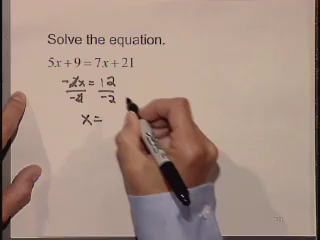 Solve the equation.
5x + 9 = 7x + 21
-2x = 12
-2 -2
x =